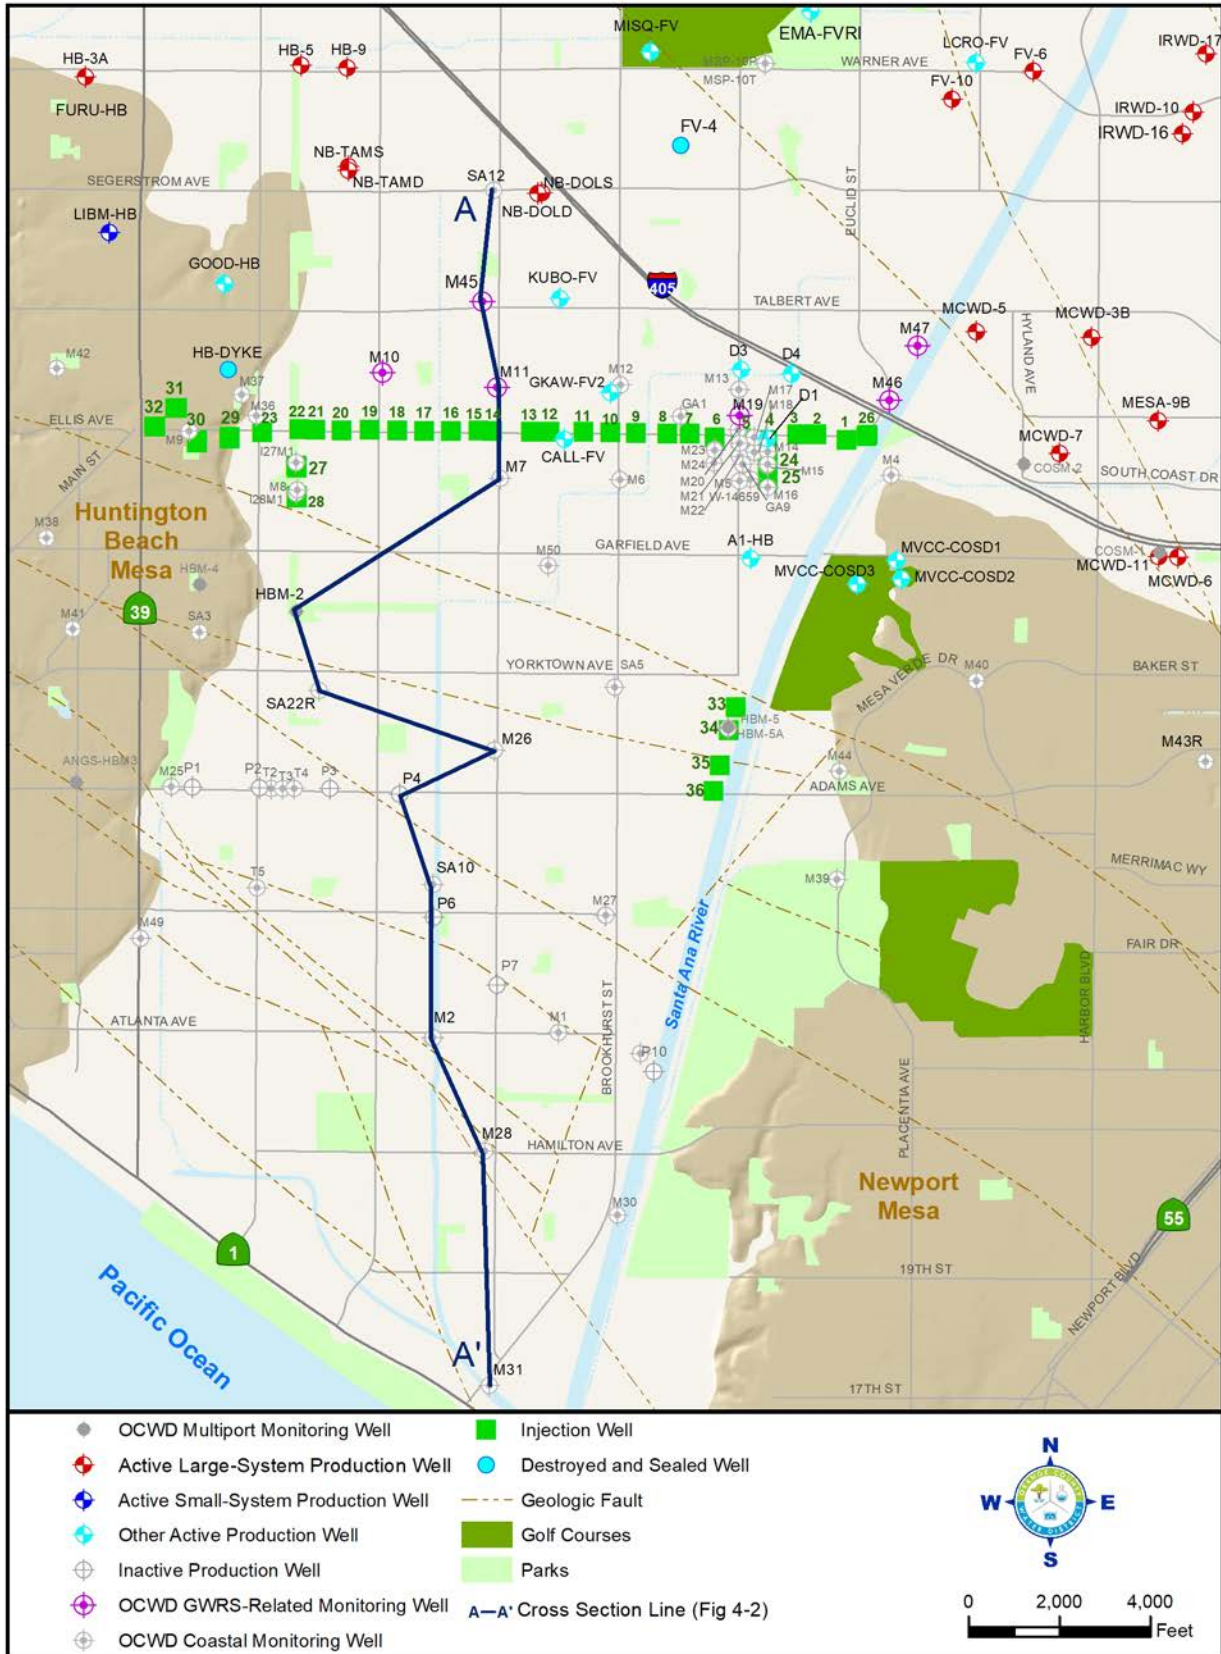 MISQ-FV
EMA-FVRI
LCRO-FV
IRWD-17
HB-3A
HB-5
HB-9
MSP-10P
MSP-10T
WARNER AVE
FV-6
FV-10
FURU-HB
IRWD-10
IRWD-16
FV-4
NB-TAMS
NB-TAMD
SEGERSTROM AVE
SA12
NB-DOLS
NB-DOLD
A
EUCLID ST
LIBM-HB
GOOD-HB
M45
KUBO-FV
405
TALBERT AVE
MCWD-5
MCWD-3B
HYLAND AVE
M47
M42
HB-DYKE
M10
M11
GKAW-FV2
M12
D3
D4
M13
M17
M18
D1
M46
M37
M36
31
32
30
29
23
22
21
20
19
18
17
16
15
14
13
12
11
10
9
8
7
6
5
4
3
2
1
26
GA1
M19
MESA-9B
ELLIS AVE
M9
MAIN ST
I27M1
27
M8
I28M1
28
CALL-FV
M7
M6
M23
M24
M20
M21
M22
M5
W-14659
M14
24
M15
25
M16
GA9
M4
MCWD-7
COSM-2
SOUTH COAST DR
Huntington
Beach
Mesa
M38
M50
GARFIELD AVE
A1-HB
MVCC-COSD1
MVCC-COSD2
MVCC-COSD3
COSM-1
MCWD-11
MCWD-6
HBM-4
HBM-2
39
M41
SA3
YORKTOWN AVE
SA5
MESA VERDE DR
M40
BAKER ST
SA22R
33
34
HBM-5
HBM-5A
35
36
M26
M43R
ANGS-HBM3
M25
P1
P2
T2
T3
T4
P3
P4
M44
ADAMS AVE
MERRIMAC WY
T5
SA10
P6
M27
M39
M49
FAIR DR
P7
Santa Ana River
HARBOR BLVD
ATLANTA AVE
M2
M1
BROOKHURST ST
P10
PLACENTIA AVE
M28
HAMILTON AVE
Newport
Mesa
M30
55
1
19TH ST
NEWPORT BLVD
Pacific Ocean
A'
M31
17TH ST
OCWD Multiport Monitoring Well
Active Large-System Production Well
Active Small-System Production Well
Other Active Production Well
Inactive Production Well
OCWD GWRS-Related Monitoring Well
OCWD Coastal Monitoring Well
Injection Well
Destroyed and Sealed Well
Geologic Fault
Golf Courses
Parks
A—A' Cross Section Line (Fig 4-2)
N
W
E
S
ORANGE COUNTY
WATER DISTRICT
0 2,000 4,000
Feet